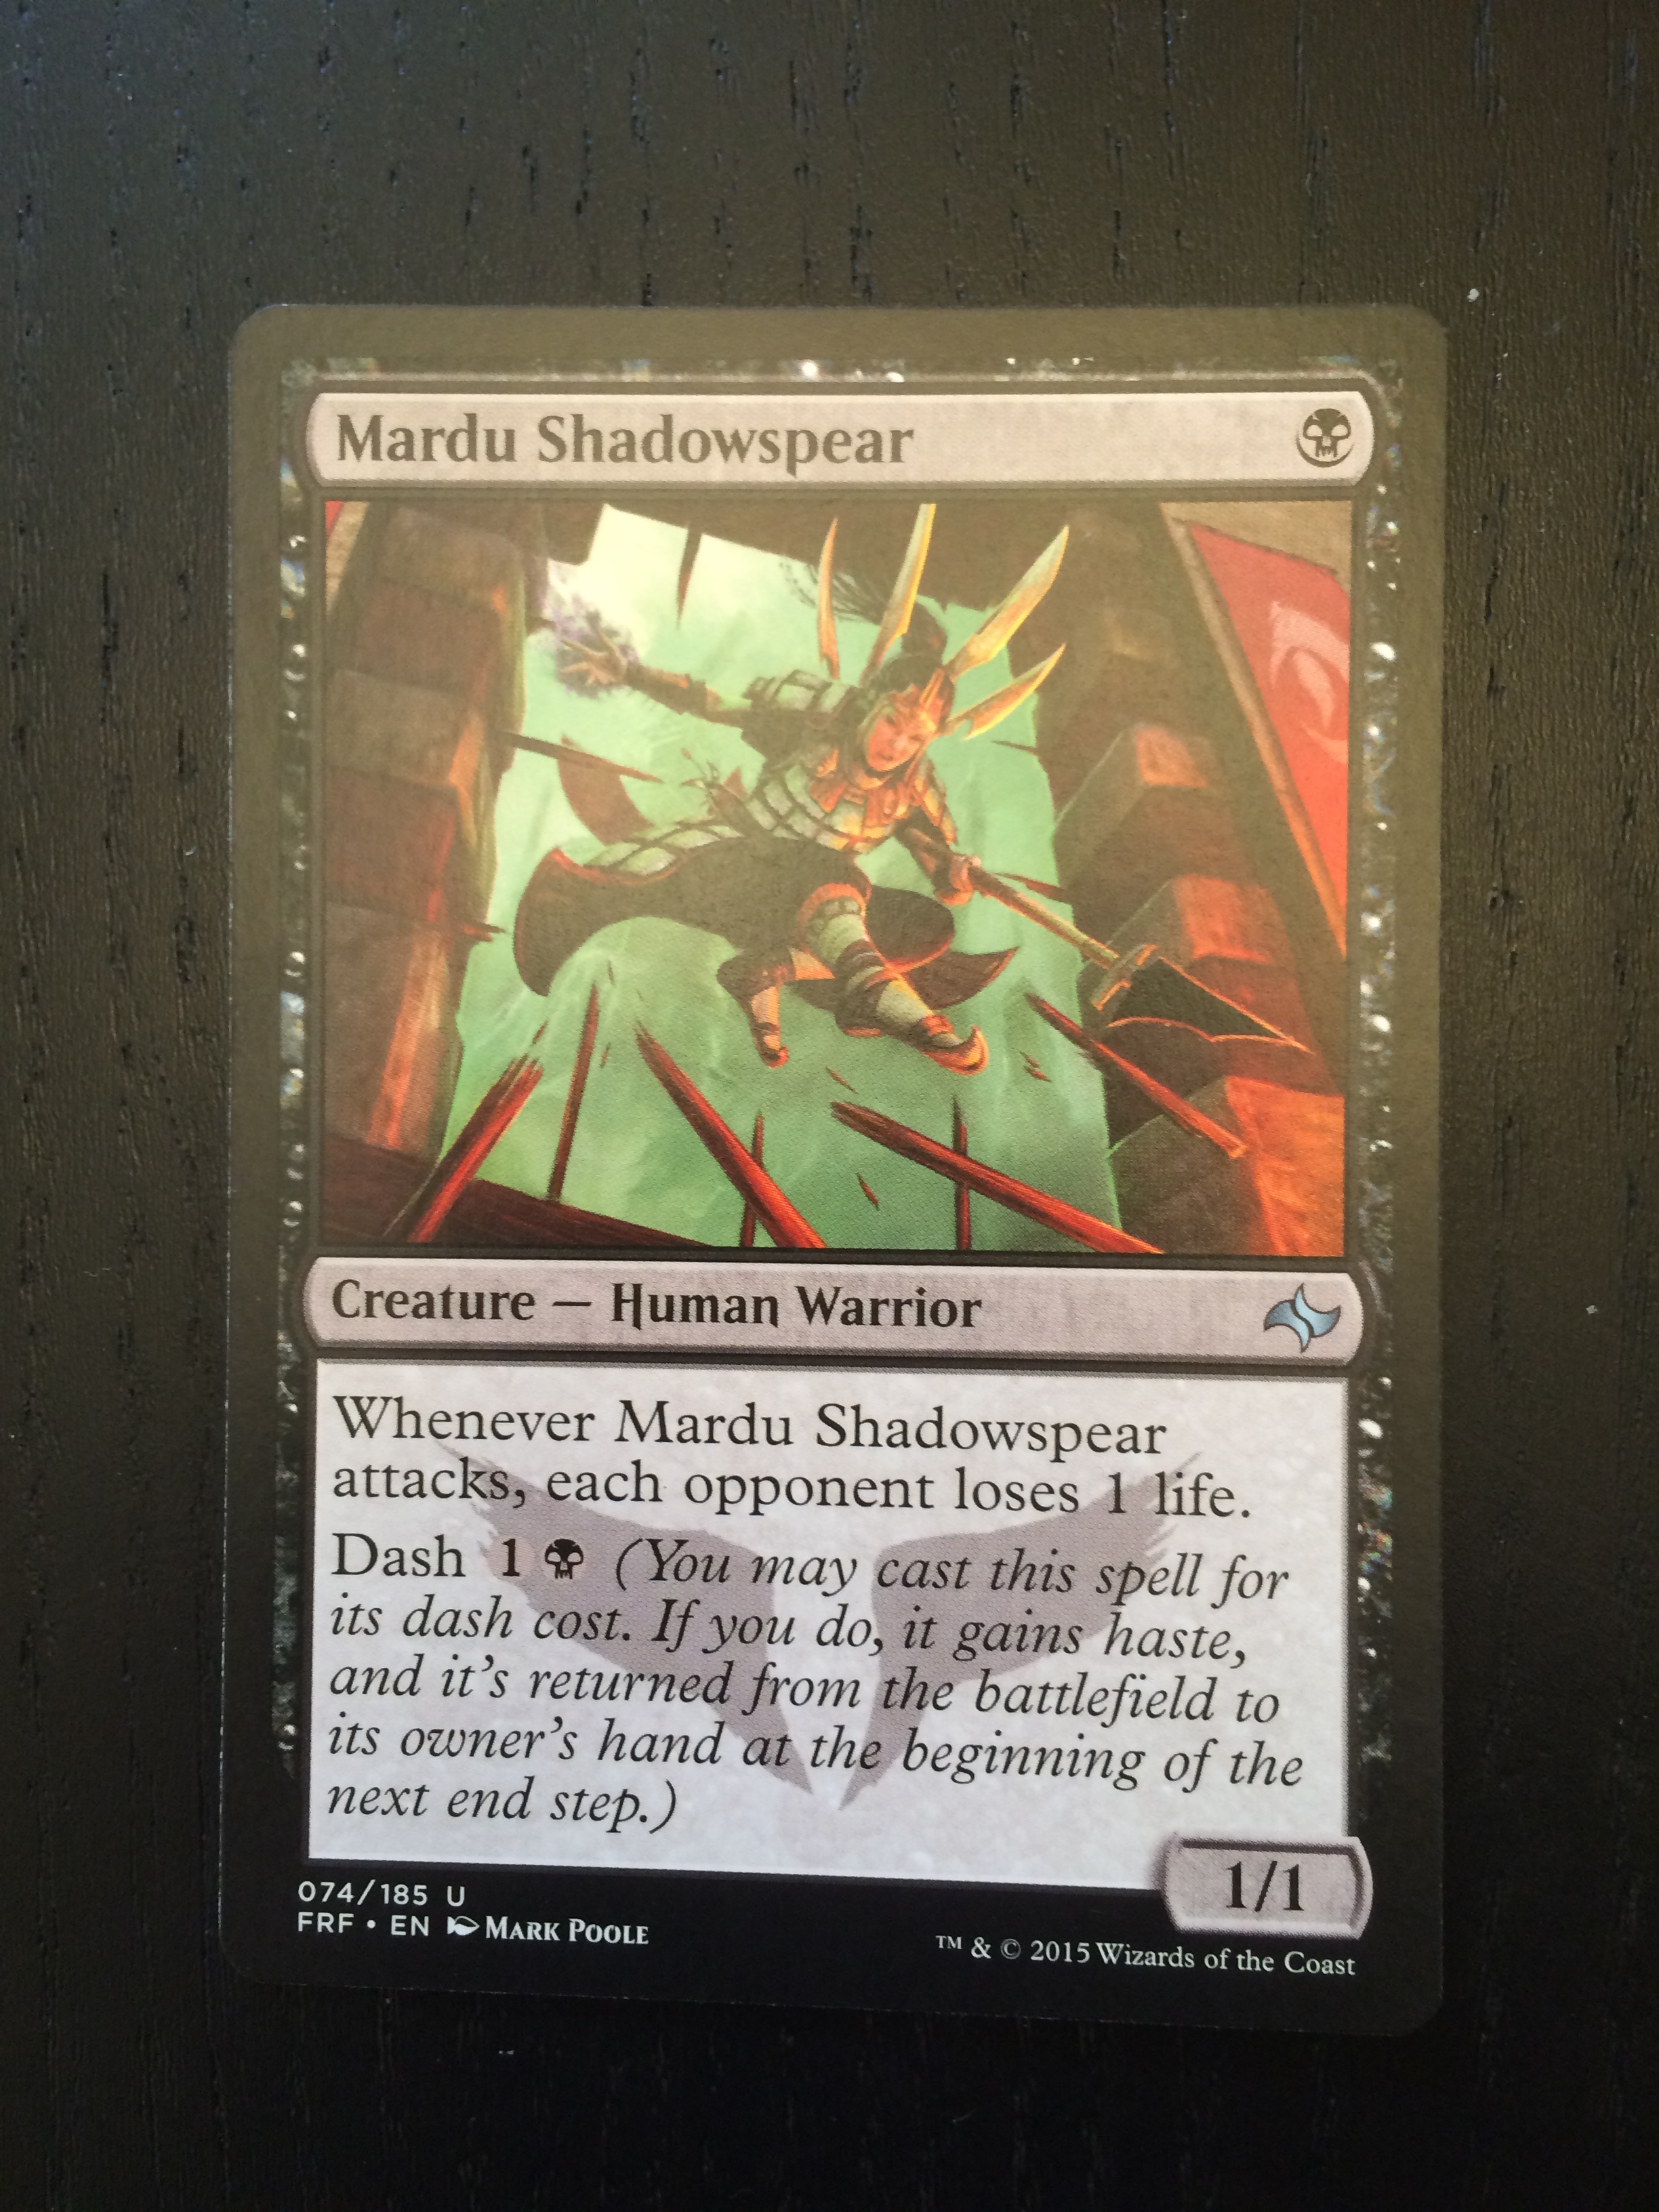 Mardu Shadowspear
Creature — Human Warrior
Whenever Mardu Shadowspear
attacks, each opponent loses 1 life.
Dash 1 (You may cast this spell for
its dash cost. If you do, it gains haste,
and it's returned from the battlefield to
its owner's hand at the beginning of the
next end step.)
1/1
074/185 U
FRF • EN MARK POOLE
™ & © 2015 Wizards of the Coast